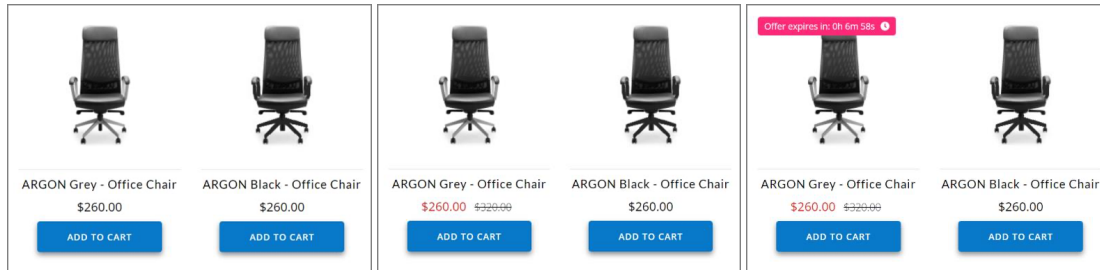 ARGON Grey - Office Chair
$260.00
ADD TO CART
ARGON Black - Office Chair
$260.00
ADD TO CART
ARGON Grey - Office Chair
$260.00 $320.00
ADD TO CART
ARGON Black - Office Chair
$260.00
ADD TO CART
Offer expires in: 0h 6m 58s
ARGON Grey - Office Chair
$260.00 $320.00
ADD TO CART
ARGON Black - Office Chair
$260.00
ADD TO CART